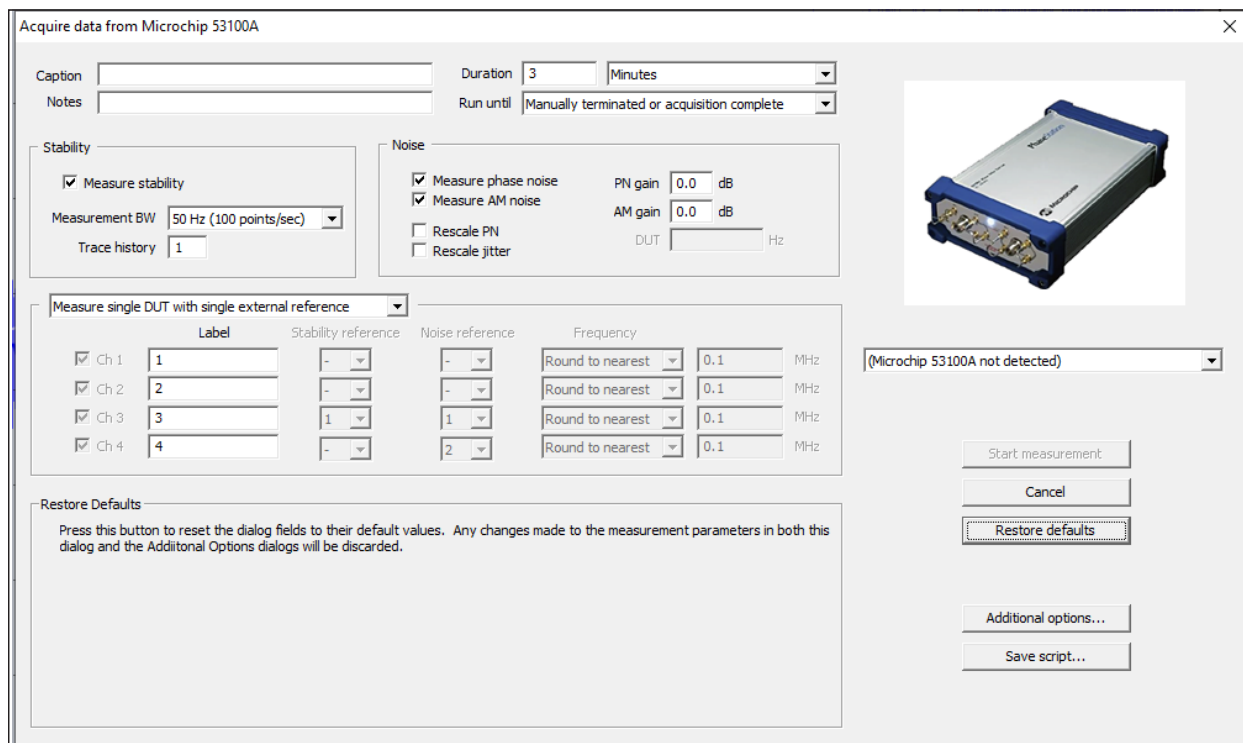 Acquire data from Microchip 53100A
Caption
Duration 3 Minutes
Notes
Run until Manually terminated or acquisition complete
Stability
Measure stability
Measurement BW 50 Hz (100 points/sec)
Trace history 1
Noise
Measure phase noise PN gain 0.0 dB
Measure AM noise AM gain 0.0 dB
Rescale PN DUT Hz
Rescale jitter
PhaseStation
MICROCHIP
Measure single DUT with single external reference
Label Stability reference Noise reference Frequency
Ch 1 1 - - Round to nearest 0.1 MHz
Ch 2 2 - - Round to nearest 0.1 MHz
Ch 3 3 1 1 Round to nearest 0.1 MHz
Ch 4 4 - 2 Round to nearest 0.1 MHz
(Microchip 53100A not detected)
Start measurement
Cancel
Restore defaults
Additional options...
Save script...
Restore Defaults
Press this button to reset the dialog fields to their default values. Any changes made to the measurement parameters in both this
dialog and the Addiitonal Options dialogs will be discarded.